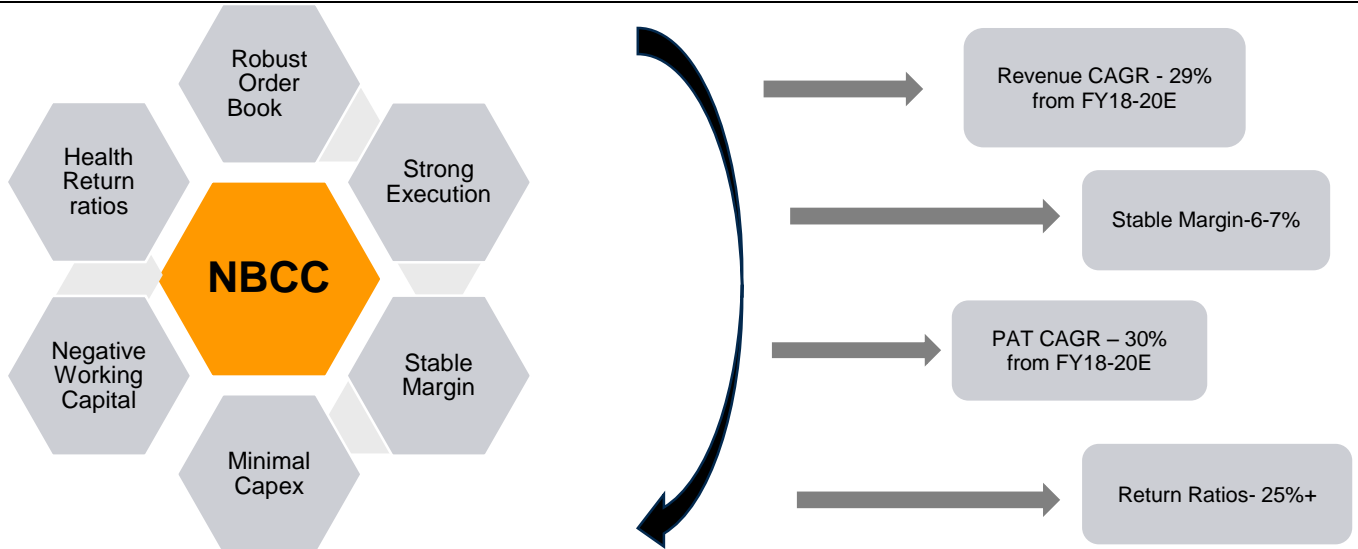 Robust
Order
Book
Strong
Execution
Stable
Margin
Minimal
Capex
Negative
Working
Capital
Health
Return
ratios
NBCC
Revenue CAGR - 29%
from FY18-20E
Stable Margin-6-7%
PAT CAGR – 30%
from FY18-20E
Return Ratios- 25%+